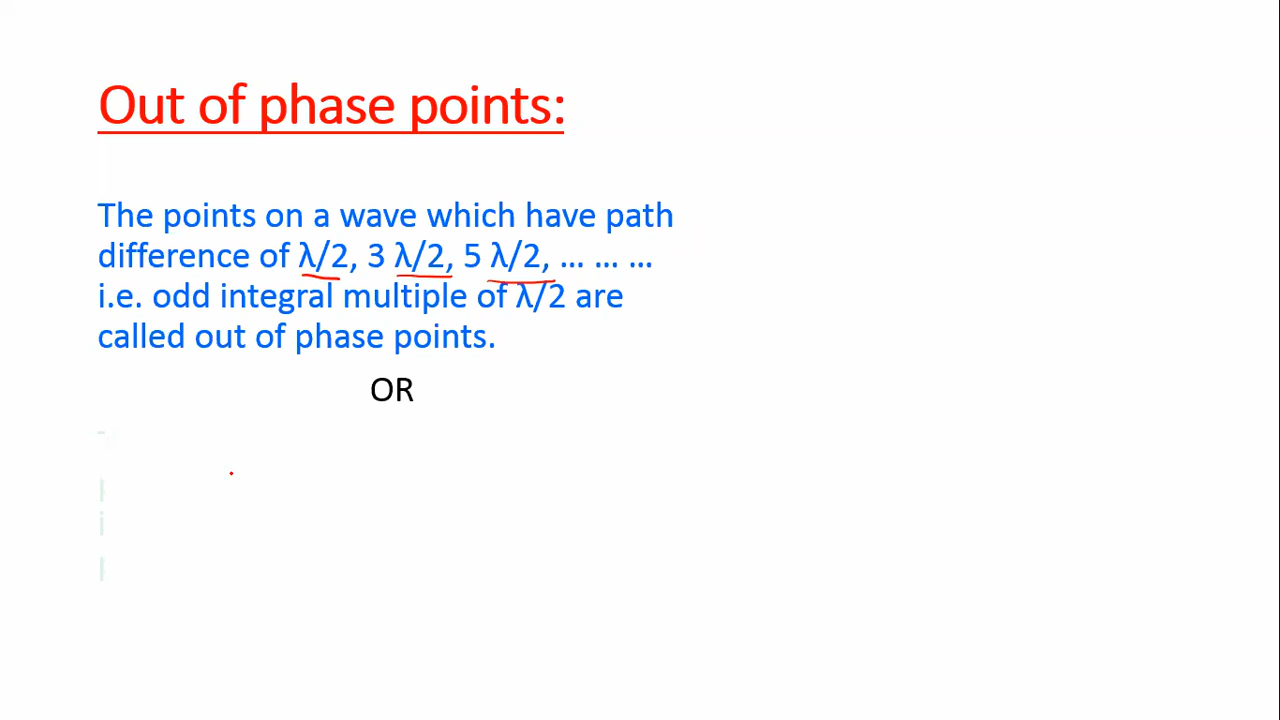 Out of phase points:
The points on a wave which have path
difference of λ/2, 3 λ/2, 5 λ/2, ... ... ...
i.e. odd integral multiple of λ/2 are
called out of phase points.
OR